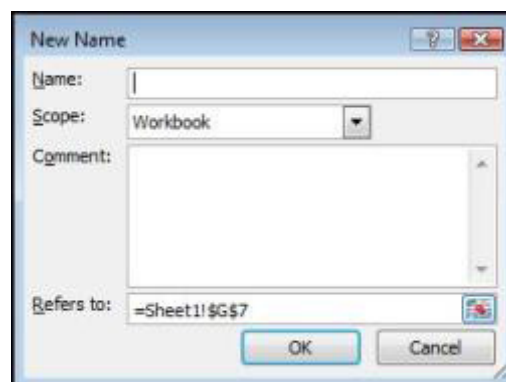 New Name
Name:
Scope: Workbook
Comment:
Refers to: =Sheet1!$G$7
OK Cancel